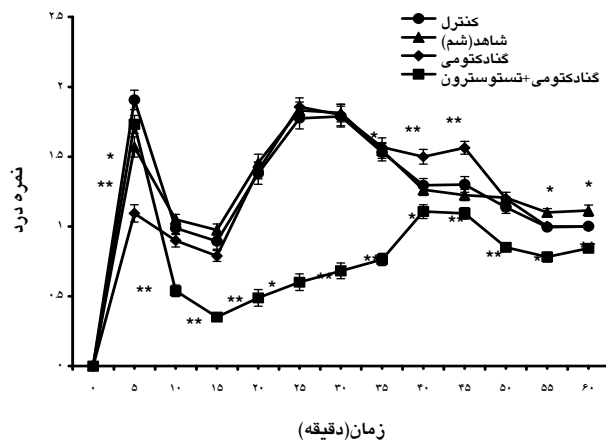 کنترل
شاهد(شم)
گنادکتومی
گنادکتومی+تستوسترون
نمره درد
۲.۵
۲
۱.۵
۱
۰.۵
۰
۰ ۵ ۱۰ ۱۵ ۲۰ ۲۵ ۳۰ ۳۵ ۴۰ ۴۵ ۵۰ ۵۵ ۶۰
زمان(دقیقه)